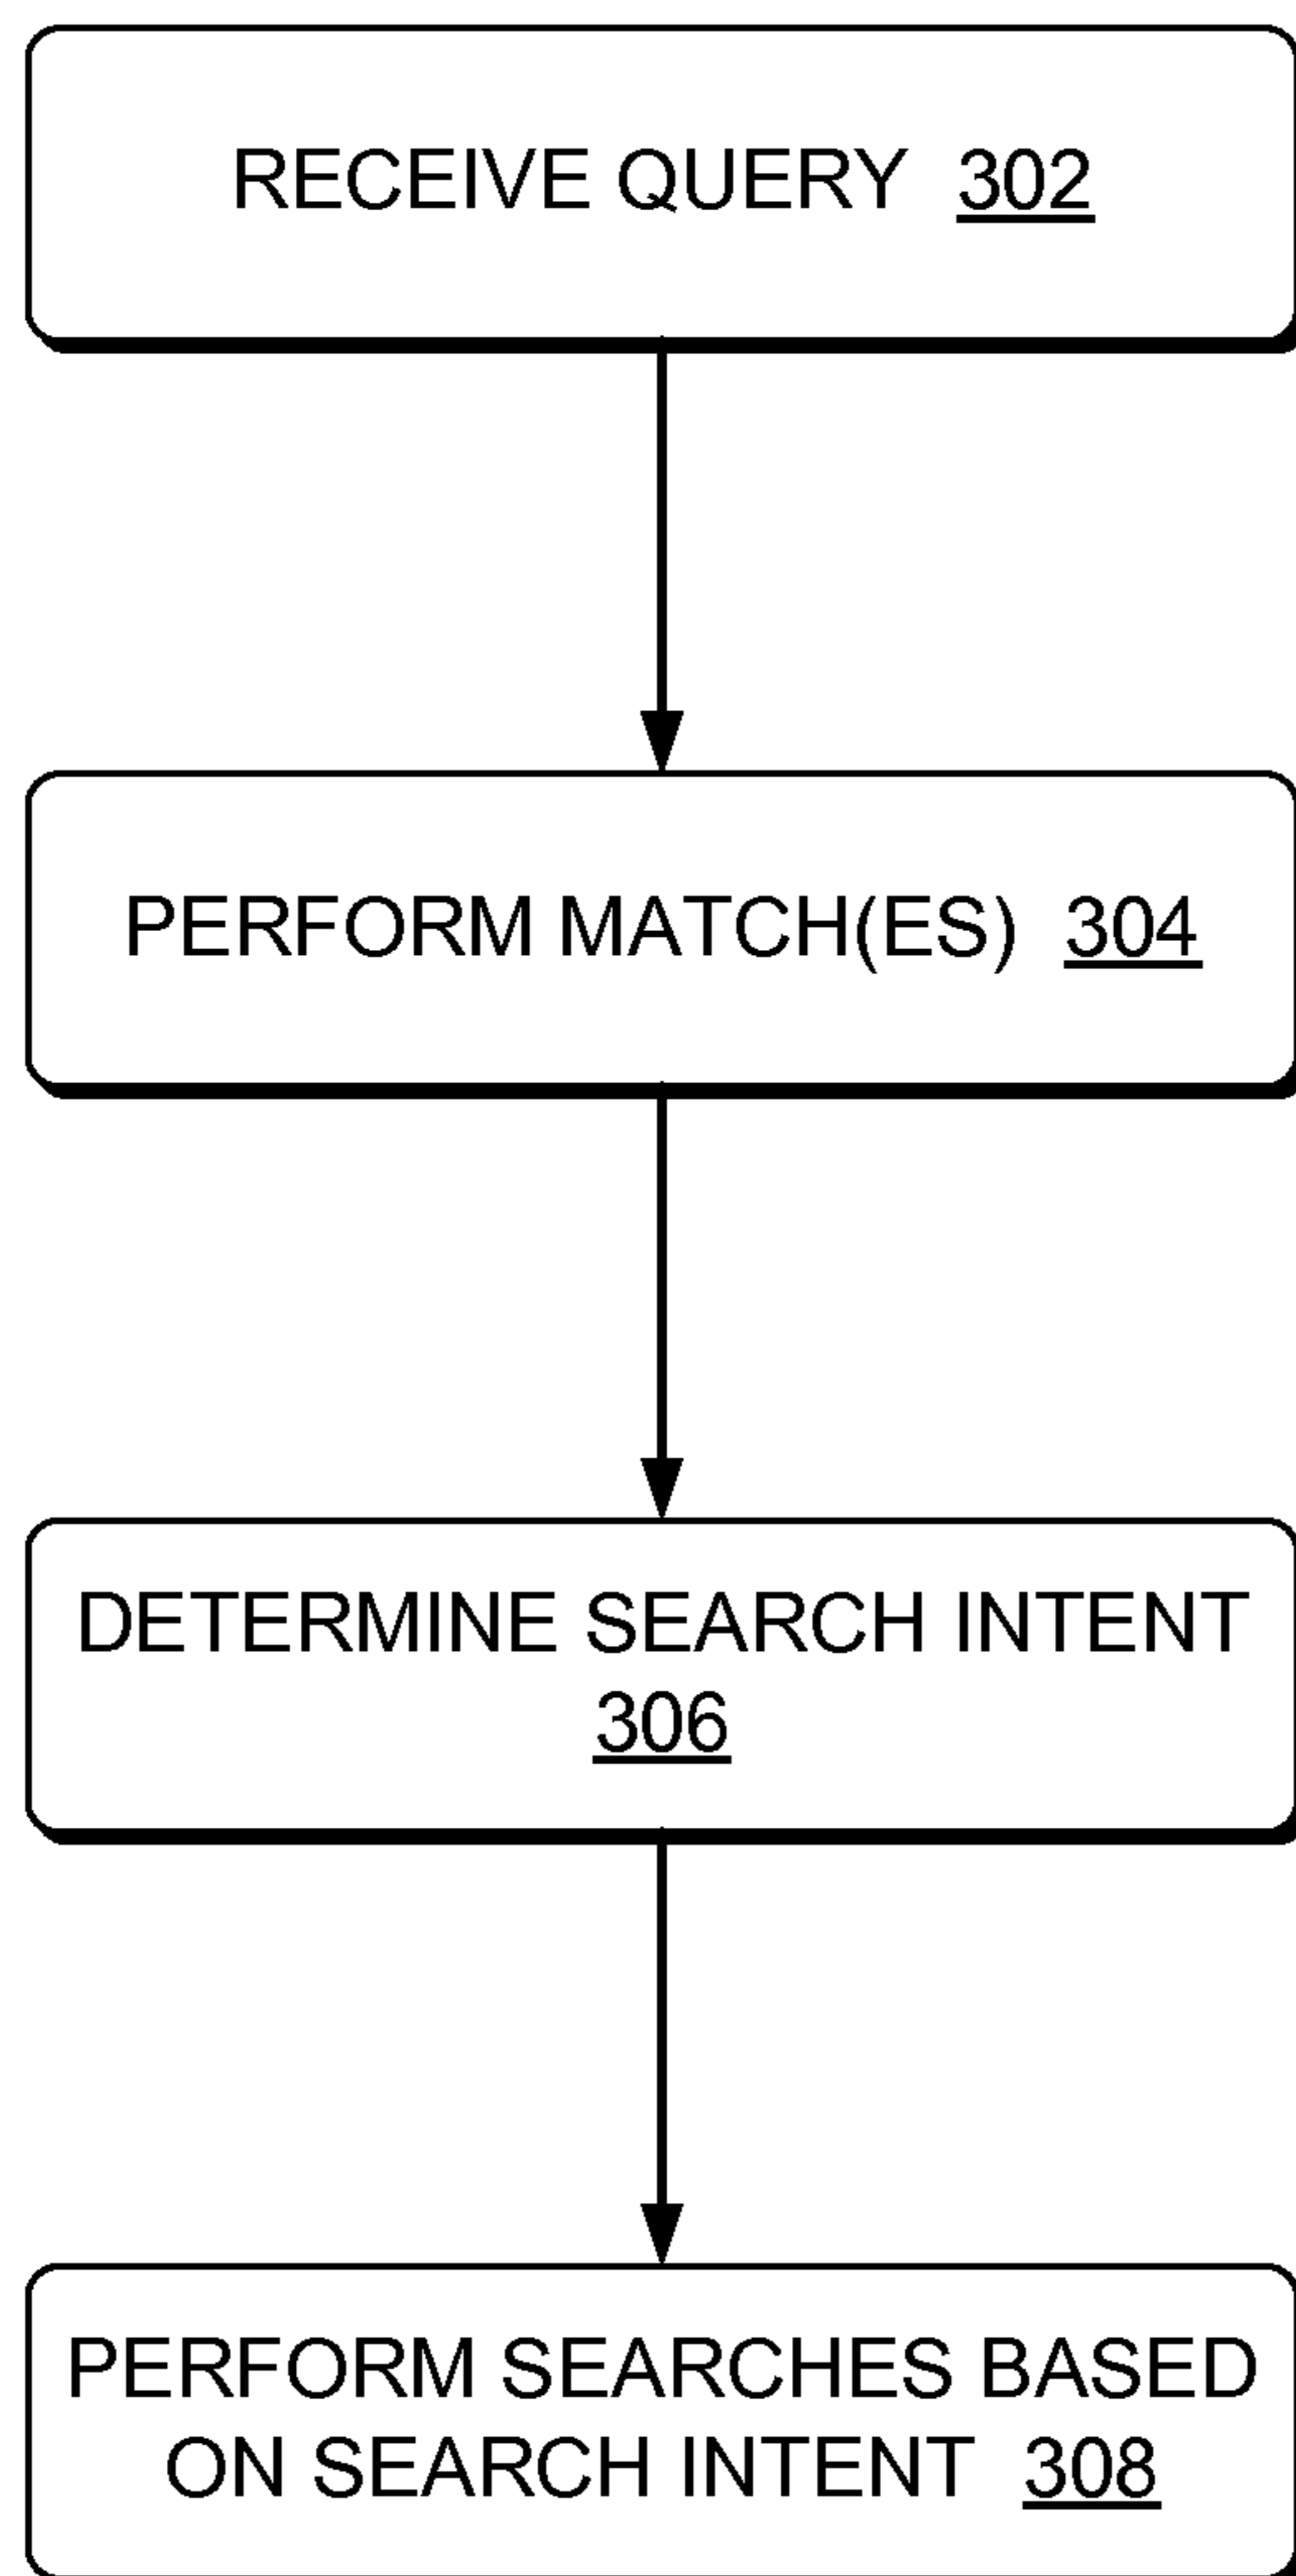 RECEIVE QUERY 302
PERFORM MATCH(ES) 304
DETERMINE SEARCH INTENT
306
PERFORM SEARCHES BASED
ON SEARCH INTENT 308